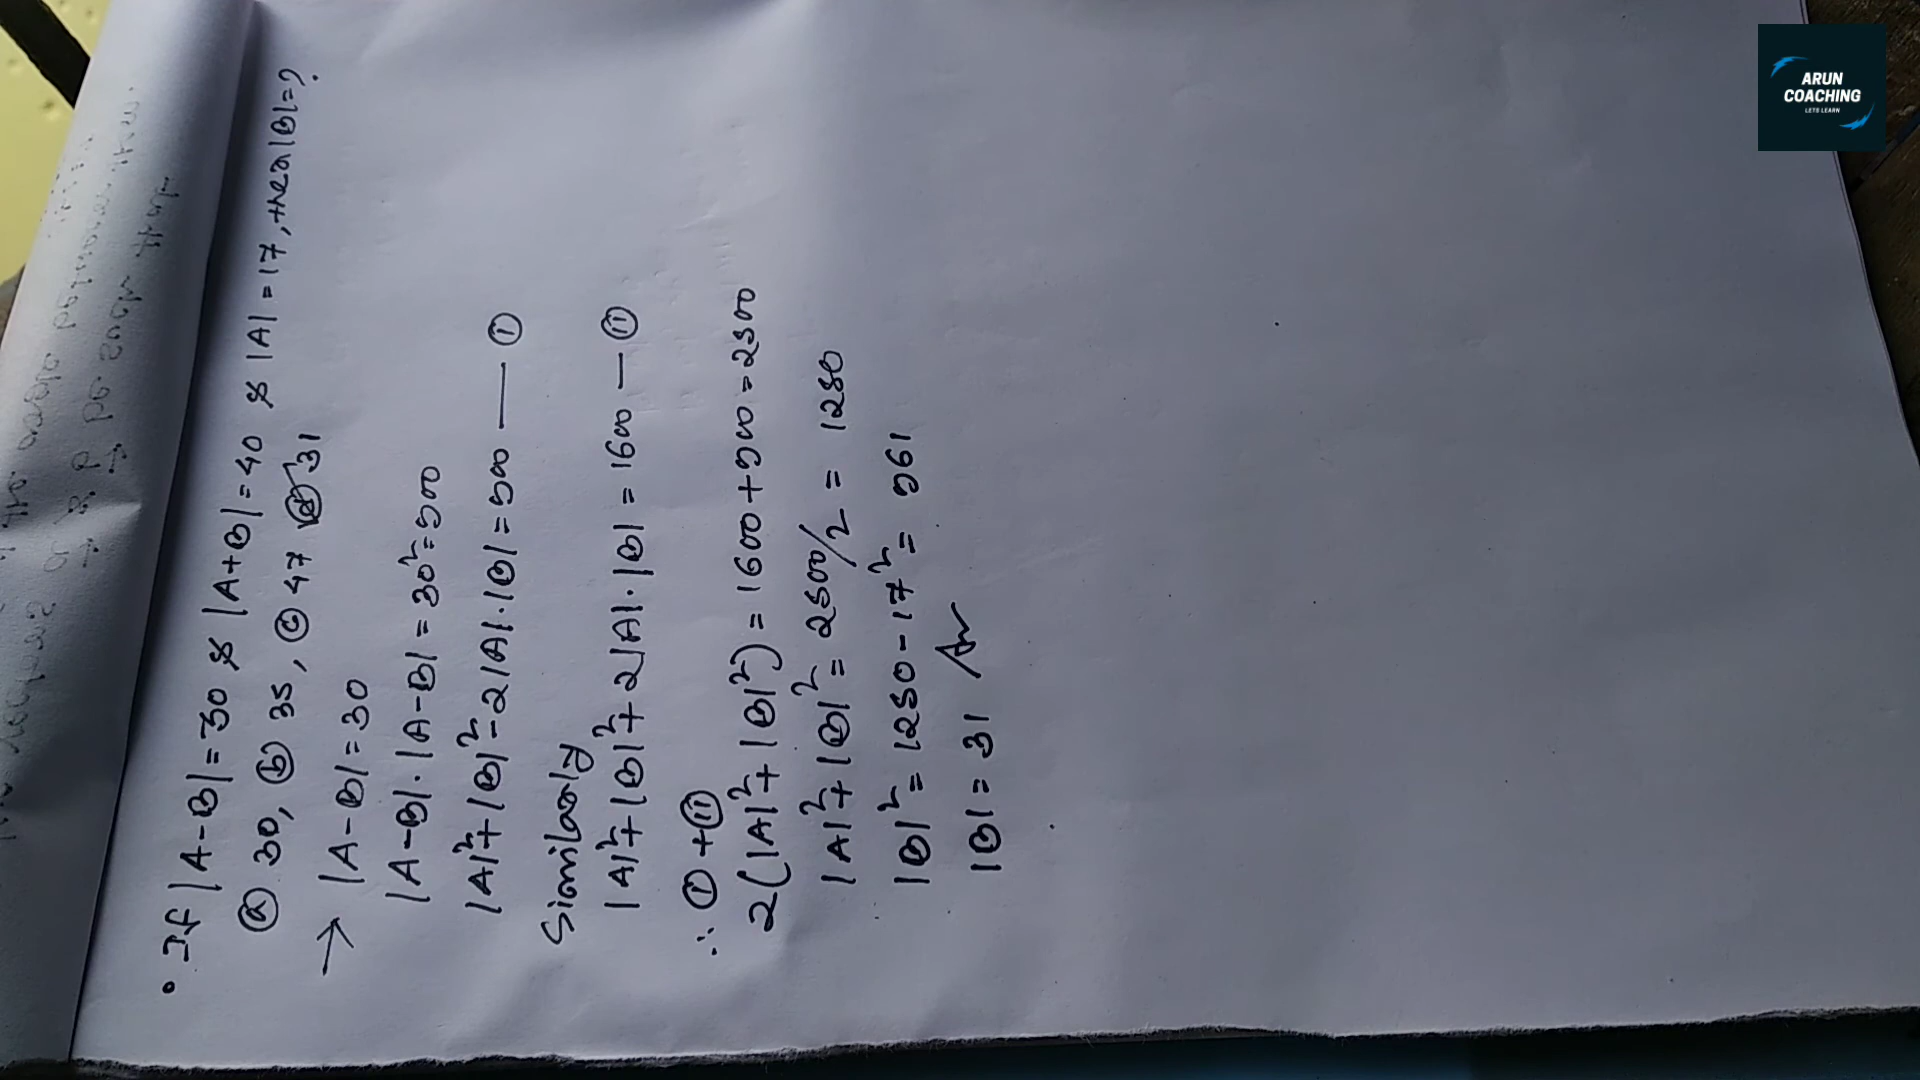 • If |A-B|=30 & |A+B|=40 & |A|=17, then |B|=?
ⓐ 30, ⓑ 35, ⓒ 47 ⓓ 31
→ |A-B|=30
|A-B|·|A-B|=30²=900
|A|²+|B|²-2|A|·|B|=900 — ⓘ
Similarly
|A|²+|B|²+2|A|·|B|=1600 — ⓘⓘ
∴ ⓘ+ⓘⓘ
2(|A|²+|B|²)=1600+900=2500
|A|²+|B|²=2500/2=1250
|B|²=1250-17²=961
|B|=31
ARUN
COACHING
LETS LEARN